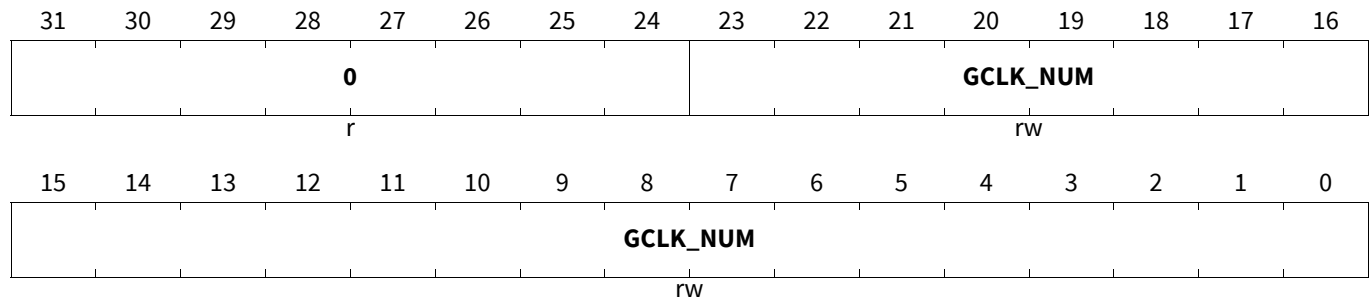 31 30 29 28 27 26 25 24 23 22 21 20 19 18 17 16
0 GCLK_NUM
r rw
15 14 13 12 11 10 9 8 7 6 5 4 3 2 1 0
GCLK_NUM
rw